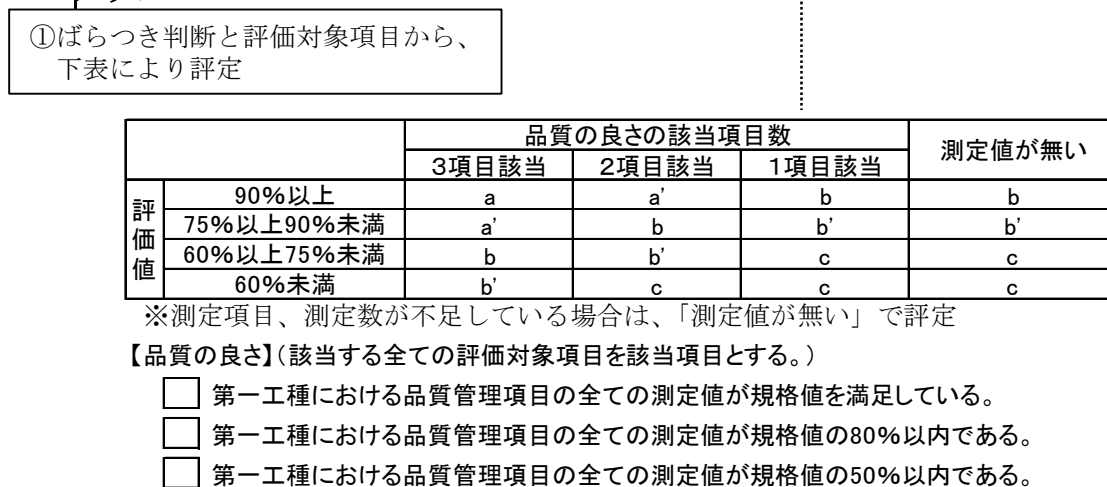 ①ばらつき判断と評価対象項目から、
下表により評定
品質の良さの該当項目数 測定値が無い
3項目該当 2項目該当 1項目該当
評価値
90%以上 a a' b b
75%以上90%未満 a' b b' b'
60%以上75%未満 b b' c c
60%未満 b' c c c
※測定項目、測定数が不足している場合は、「測定値が無い」で評定
【品質の良さ】(該当する全ての評価対象項目を該当項目とする。)
第一工種における品質管理項目の全ての測定値が規格値を満足している。
第一工種における品質管理項目の全ての測定値が規格値の80%以内である。
第一工種における品質管理項目の全ての測定値が規格値の50%以内である。